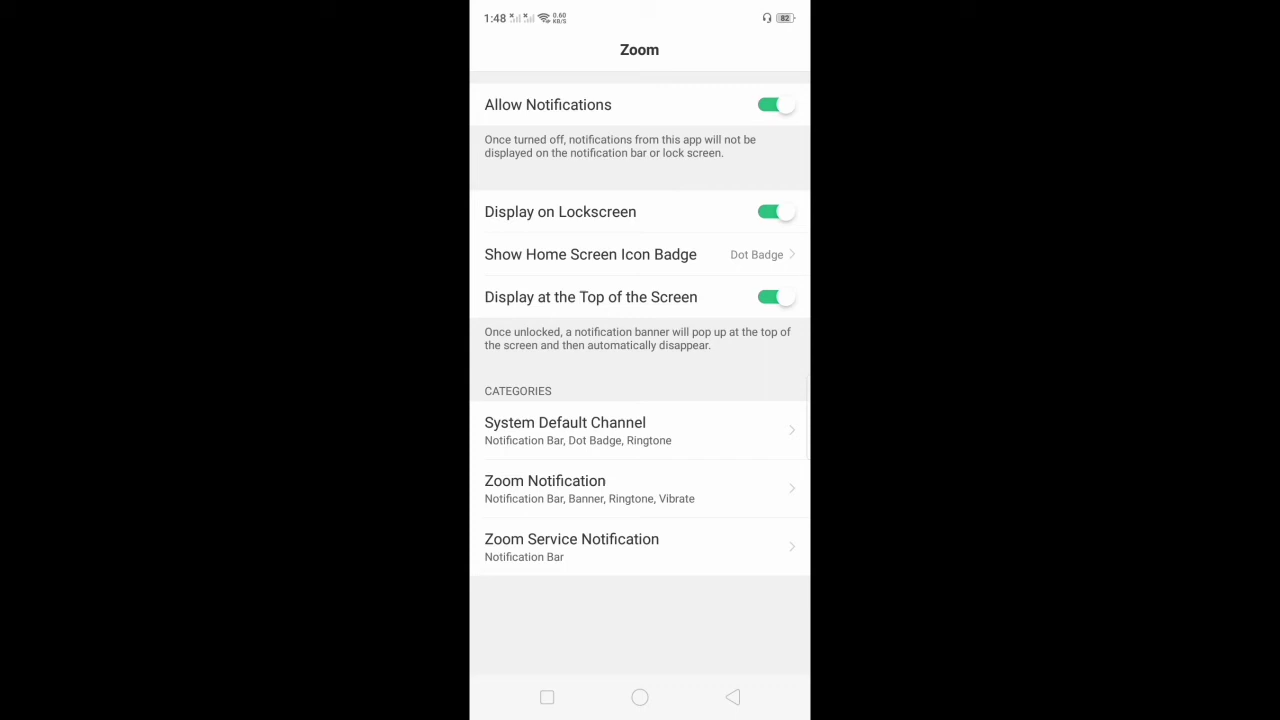 1:48 0.60 KB/S 82
Zoom
Allow Notifications
Once turned off, notifications from this app will not be
displayed on the notification bar or lock screen.
Display on Lockscreen
Show Home Screen Icon Badge Dot Badge
Display at the Top of the Screen
Once unlocked, a notification banner will pop up at the top of
the screen and then automatically disappear.
CATEGORIES
System Default Channel
Notification Bar, Dot Badge, Ringtone
Zoom Notification
Notification Bar, Banner, Ringtone, Vibrate
Zoom Service Notification
Notification Bar